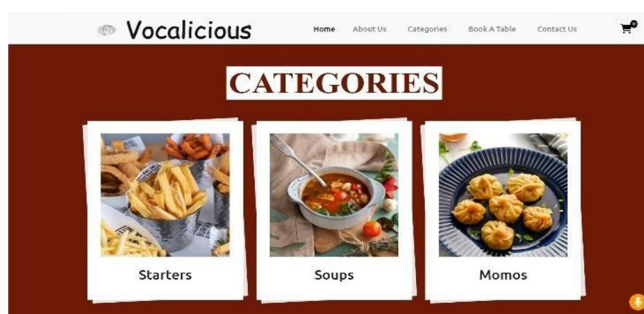 Vocalicious
Home About Us Categories Book A Table Contact Us
CATEGORIES
Starters Soups Momos